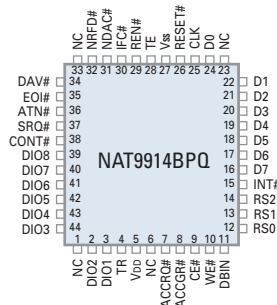 NC
NRFD#
NDAC#
IFC#
REN#
TE
Vss
RESET#
CLK
D0
NC
33 32 31 30 29 28 27 26 25 24 23
DAV# 34
EOI# 35
ATN# 36
SRQ# 37
CONT# 38
DIO8 39
DIO7 40
DIO6 41
DIO5 42
DIO4 43
DIO3 44
NAT9914BPQ
22 D1
21 D2
20 D3
19 D4
18 D5
17 D6
16 D7
15 INT#
14 RS2
13 RS1
12 RS0
1 2 3 4 5 6 7 8 9 10 11
NC
DIO2
DIO1
TR
VDD
NC
ACCRQ#
ACCGR#
CE#
WE#
DBIN